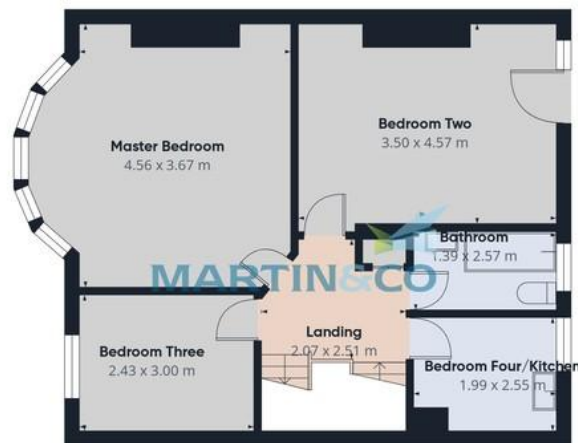 Master Bedroom
4.56 x 3.67 m
Bedroom Two
3.50 x 4.57 m
Bathroom
1.39 x 2.57 m
MARTIN&CO
Landing
2.07 x 2.51 m
Bedroom Three
2.43 x 3.00 m
Bedroom Four/Kitchen
1.99 x 2.55 m